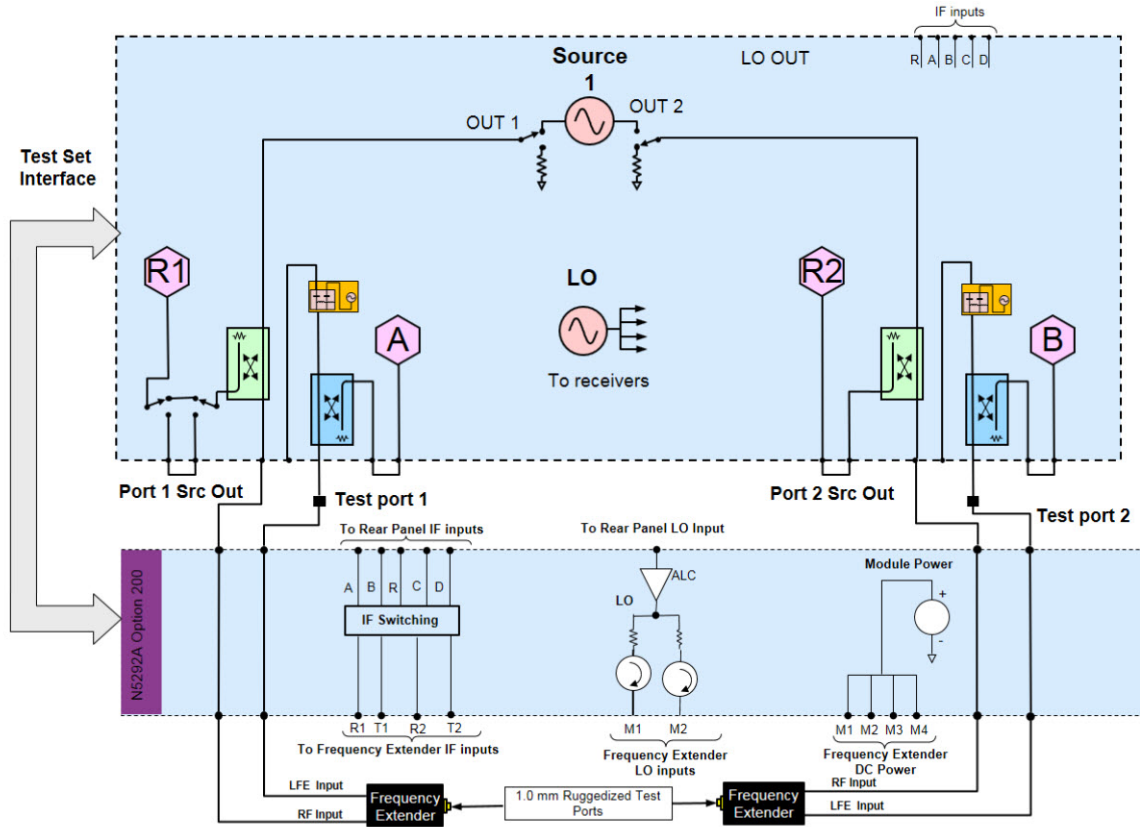 IF inputs
LO OUT
R A B C D
Source
1
OUT 1
OUT 2
Test Set
Interface
R1
A
LO
To receivers
R2
B
Port 1 Src Out
Test port 1
Port 2 Src Out
Test port 2
To Rear Panel IF inputs
To Rear Panel LO Input
Module Power
A B R C D
IF Switching
ALC
LO
+
-
N5292A Option 200
R1 T1 R2 T2
To Frequency Extender IF inputs
M1 M2
Frequency Extender
LO inputs
M1 M2 M3 M4
Frequency Extender
DC Power
LFE Input
RF Input
Frequency
Extender
1.0 mm Ruggedized Test
Ports
Frequency
Extender
RF Input
LFE Input